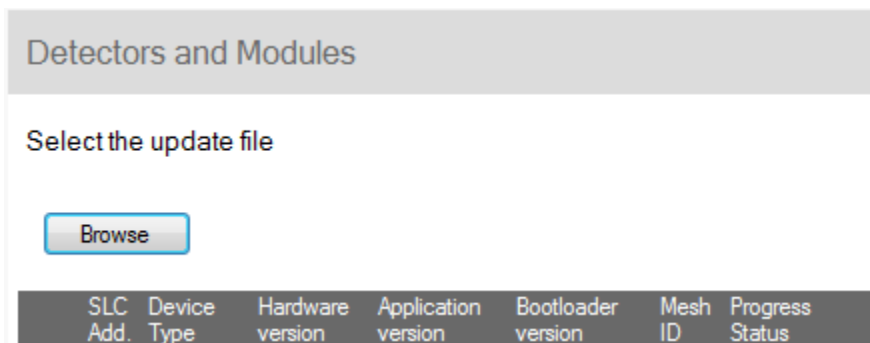 Detectors and Modules
Select the update file
Browse
SLC Device Hardware Application Bootloader Mesh Progress
Add. Type version version version ID Status